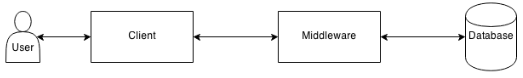 User
Client
Middleware
Database